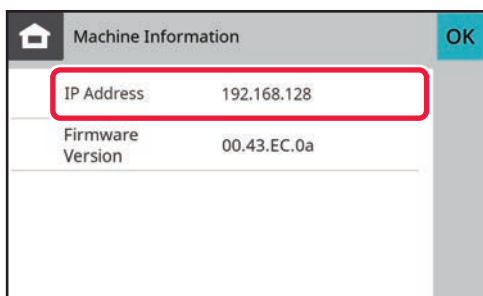 Machine Information
OK
IP Address 192.168.128
Firmware
Version 00.43.EC.0a